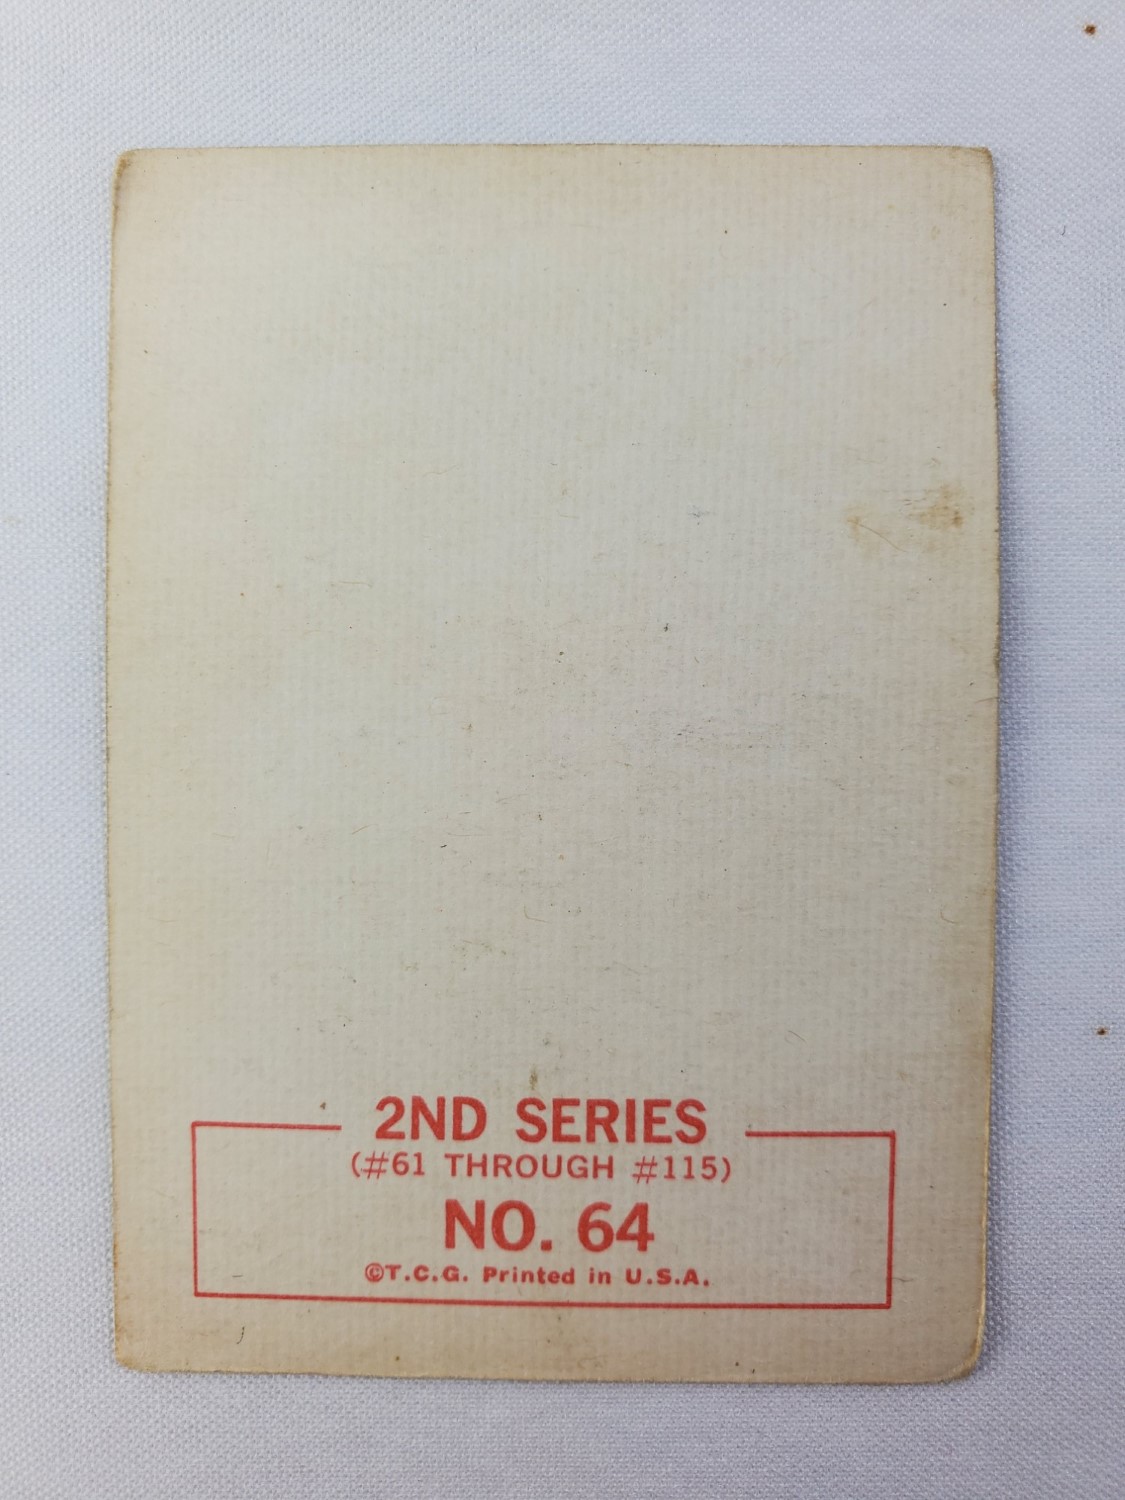 2ND SERIES
(#61 THROUGH #115)
NO. 64
©T.C.G. Printed in U.S.A.